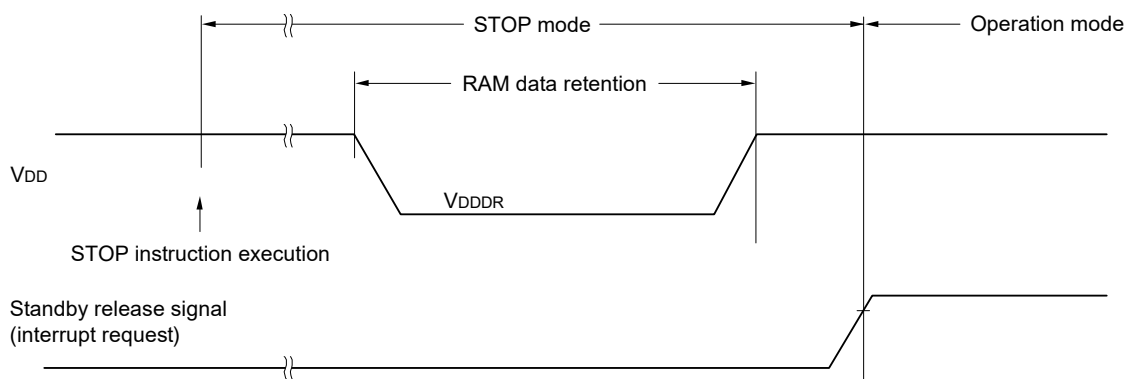 STOP mode
Operation mode
RAM data retention
VDD
VDDDR
STOP instruction execution
Standby release signal
(interrupt request)